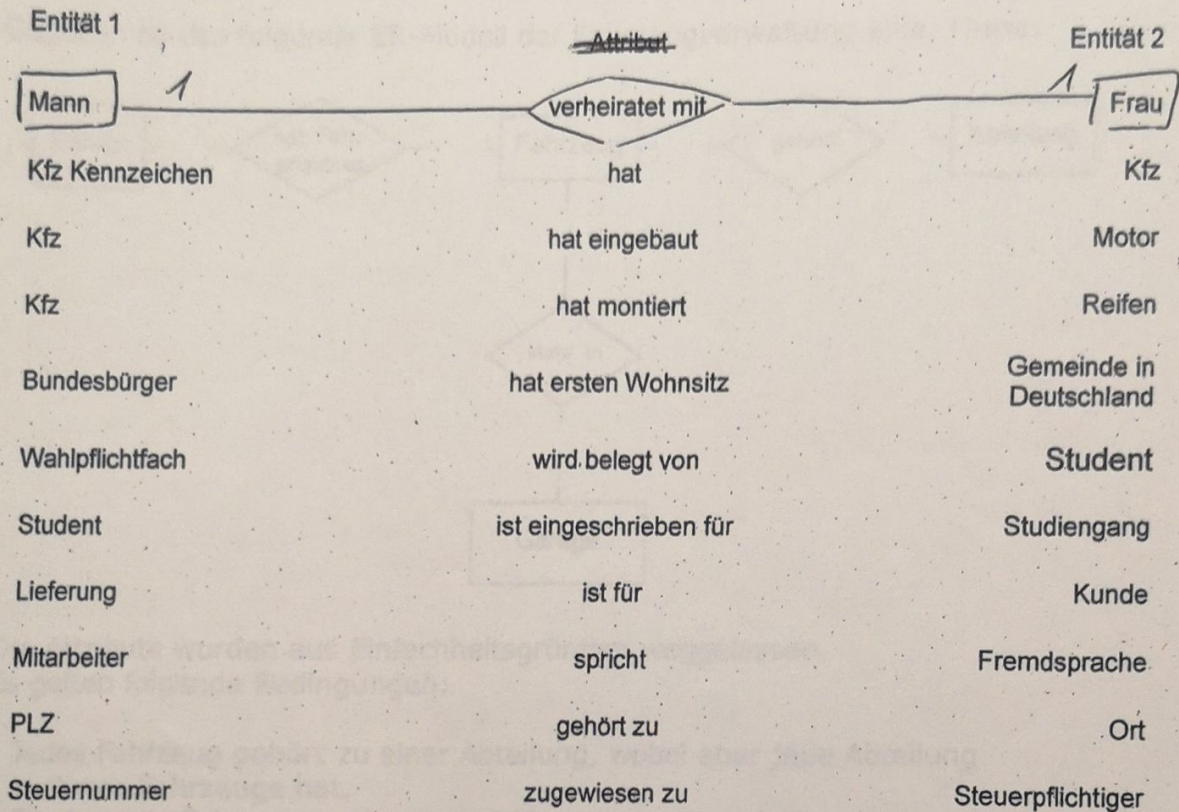 Entität 1 Attribut Entität 2
1 1
Mann verheiratet mit Frau
Kfz Kennzeichen hat Kfz
Kfz hat eingebaut Motor
Kfz hat montiert Reifen
Bundesbürger hat ersten Wohnsitz Gemeinde in
Deutschland
Wahlpflichtfach wird belegt von Student
Student ist eingeschrieben für Studiengang
Lieferung ist für Kunde
Mitarbeiter spricht Fremdsprache
PLZ gehört zu Ort
Steuernummer zugewiesen zu Steuerpflichtiger